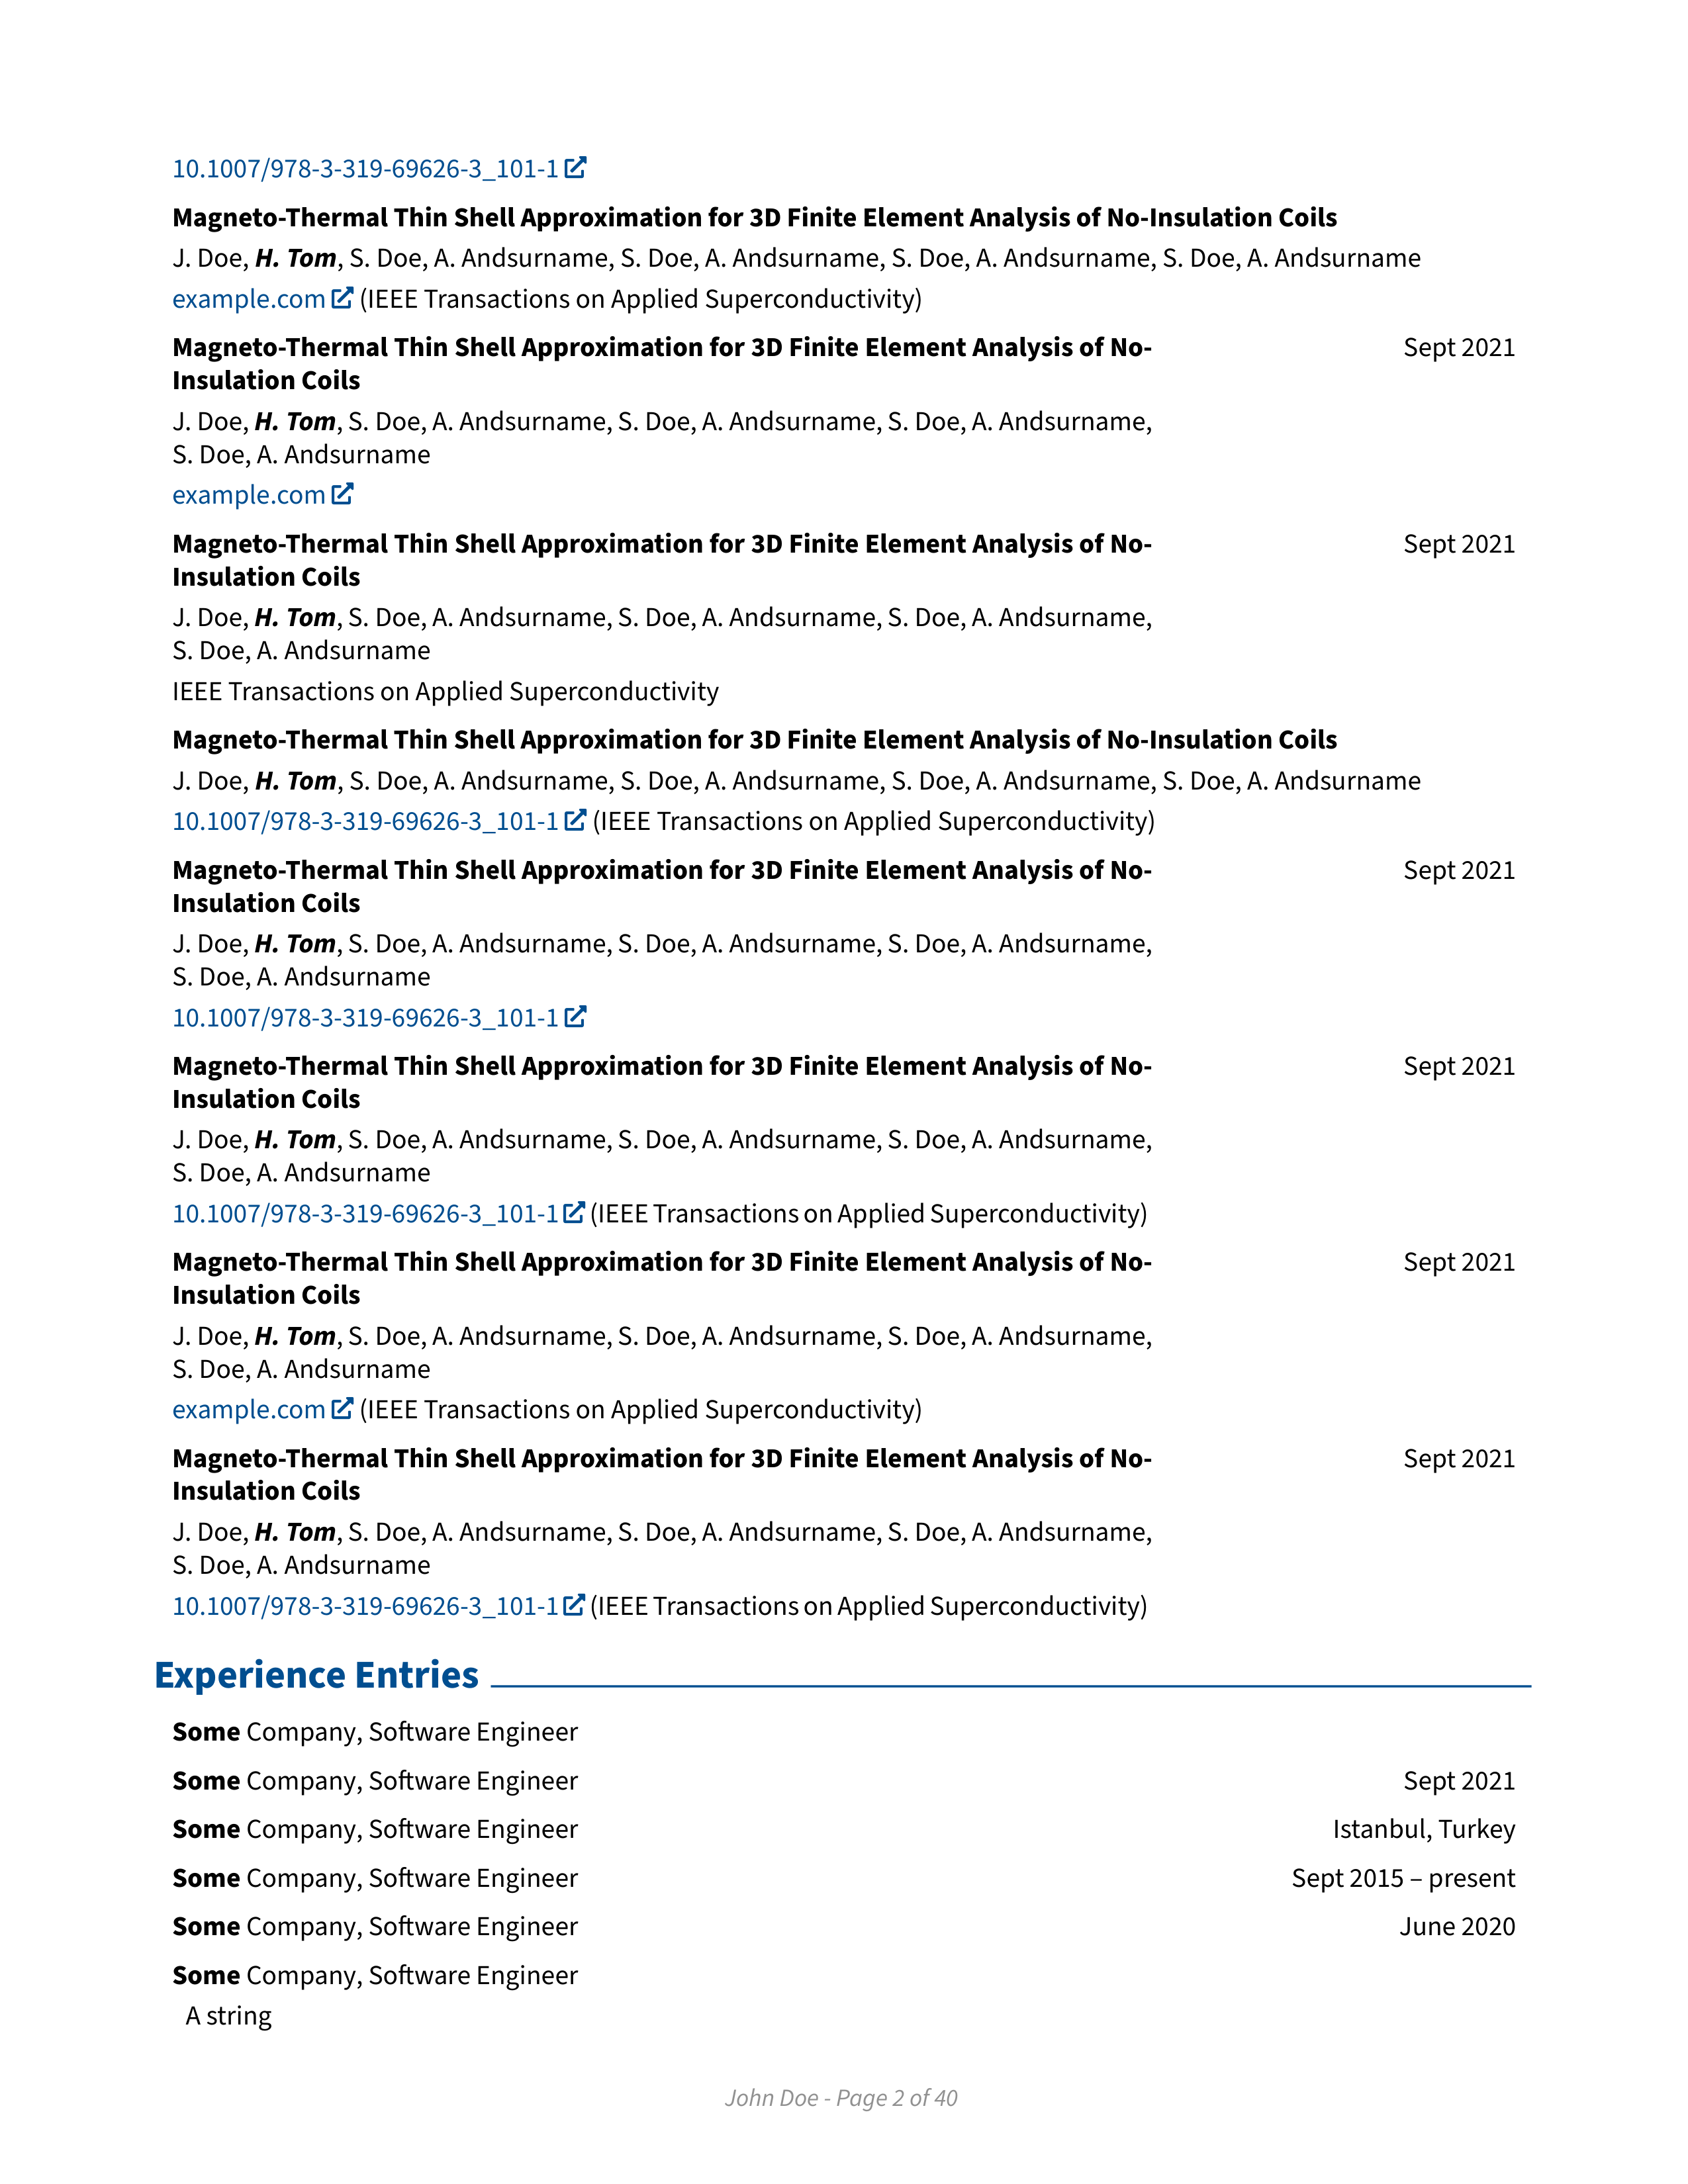 10.1007/978-3-319-69626-3_101-1
Magneto-Thermal Thin Shell Approximation for 3D Finite Element Analysis of No-Insulation Coils
J. Doe, H. Tom, S. Doe, A. Andsurname, S. Doe, A. Andsurname, S. Doe, A. Andsurname, S. Doe, A. Andsurname
example.com (IEEE Transactions on Applied Superconductivity)
Magneto-Thermal Thin Shell Approximation for 3D Finite Element Analysis of No- Sept 2021
Insulation Coils
J. Doe, H. Tom, S. Doe, A. Andsurname, S. Doe, A. Andsurname, S. Doe, A. Andsurname,
S. Doe, A. Andsurname
example.com
Magneto-Thermal Thin Shell Approximation for 3D Finite Element Analysis of No- Sept 2021
Insulation Coils
J. Doe, H. Tom, S. Doe, A. Andsurname, S. Doe, A. Andsurname, S. Doe, A. Andsurname,
S. Doe, A. Andsurname
IEEE Transactions on Applied Superconductivity
Magneto-Thermal Thin Shell Approximation for 3D Finite Element Analysis of No-Insulation Coils
J. Doe, H. Tom, S. Doe, A. Andsurname, S. Doe, A. Andsurname, S. Doe, A. Andsurname, S. Doe, A. Andsurname
10.1007/978-3-319-69626-3_101-1 (IEEE Transactions on Applied Superconductivity)
Magneto-Thermal Thin Shell Approximation for 3D Finite Element Analysis of No- Sept 2021
Insulation Coils
J. Doe, H. Tom, S. Doe, A. Andsurname, S. Doe, A. Andsurname, S. Doe, A. Andsurname,
S. Doe, A. Andsurname
10.1007/978-3-319-69626-3_101-1
Magneto-Thermal Thin Shell Approximation for 3D Finite Element Analysis of No- Sept 2021
Insulation Coils
J. Doe, H. Tom, S. Doe, A. Andsurname, S. Doe, A. Andsurname, S. Doe, A. Andsurname,
S. Doe, A. Andsurname
10.1007/978-3-319-69626-3_101-1 (IEEE Transactions on Applied Superconductivity)
Magneto-Thermal Thin Shell Approximation for 3D Finite Element Analysis of No- Sept 2021
Insulation Coils
J. Doe, H. Tom, S. Doe, A. Andsurname, S. Doe, A. Andsurname, S. Doe, A. Andsurname,
S. Doe, A. Andsurname
example.com (IEEE Transactions on Applied Superconductivity)
Magneto-Thermal Thin Shell Approximation for 3D Finite Element Analysis of No- Sept 2021
Insulation Coils
J. Doe, H. Tom, S. Doe, A. Andsurname, S. Doe, A. Andsurname, S. Doe, A. Andsurname,
S. Doe, A. Andsurname
10.1007/978-3-319-69626-3_101-1 (IEEE Transactions on Applied Superconductivity)
Experience Entries
Some Company, Software Engineer
Some Company, Software Engineer Sept 2021
Some Company, Software Engineer Istanbul, Turkey
Some Company, Software Engineer Sept 2015 – present
Some Company, Software Engineer June 2020
Some Company, Software Engineer
A string
John Doe - Page 2 of 40